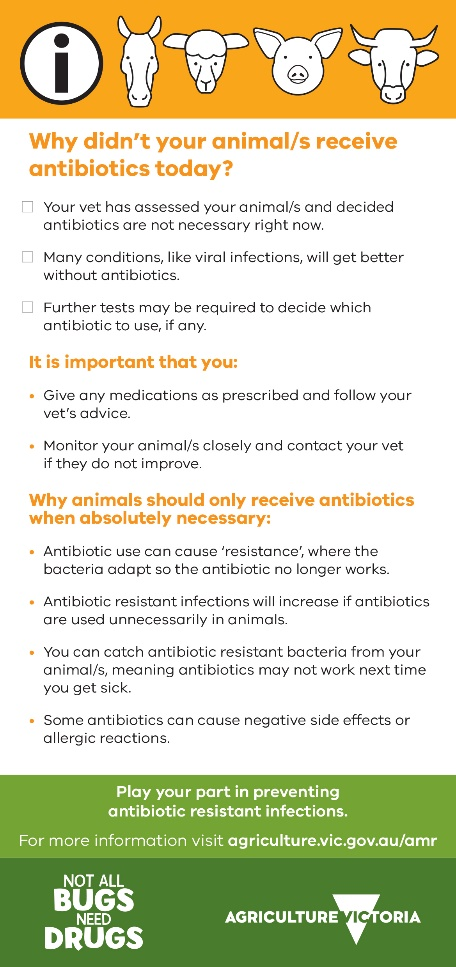 i
Why didn’t your animal/s receive
antibiotics today?
Your vet has assessed your animal/s and decided
antibiotics are not necessary right now.
Many conditions, like viral infections, will get better
without antibiotics.
Further tests may be required to decide which
antibiotic to use, if any.
It is important that you:
• Give any medications as prescribed and follow your
vet’s advice.
• Monitor your animal/s closely and contact your vet
if they do not improve.
Why animals should only receive antibiotics
when absolutely necessary:
• Antibiotic use can cause ‘resistance’, where the
bacteria adapt so the antibiotic no longer works.
• Antibiotic resistant infections will increase if antibiotics
are used unnecessarily in animals.
• You can catch antibiotic resistant bacteria from your
animal/s, meaning antibiotics may not work next time
you get sick.
• Some antibiotics can cause negative side effects or
allergic reactions.
Play your part in preventing
antibiotic resistant infections.
For more information visit agriculture.vic.gov.au/amr
NOT ALL
BUGS
NEED
DRUGS
AGRICULTURE VICTORIA